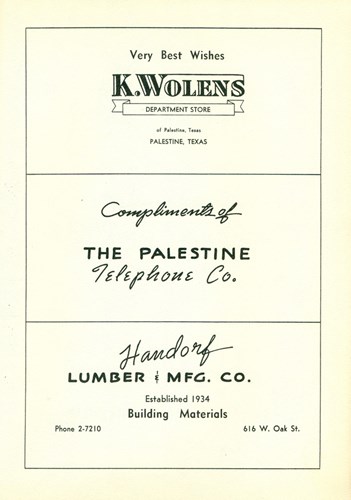 Very Best Wishes
K. WOLENS
DEPARTMENT STORE
of Palestine, Texas
PALESTINE, TEXAS
Compliments of
THE PALESTINE
Telephone Co.
Handorf
LUMBER & MFG. CO.
Established 1934
Building Materials
Phone 2-7210 616 W. Oak St.